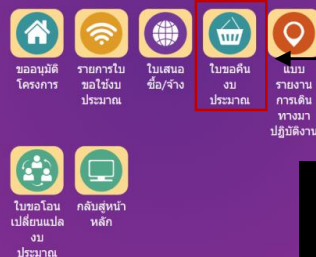 ขออนุมัติ รายการใบ ใบเสนอ ใบขอคืน แบบ
โครงการ ขอใช้งบ ซื้อ/จ้าง งบ รายงาน
ประมาณ ประมาณ การเดิน
ทางมา
ปฏิบัติงาน
ใบขอโอน กลับสู่หน้า
เปลี่ยนแปล หลัก
งบ
ประมาณ